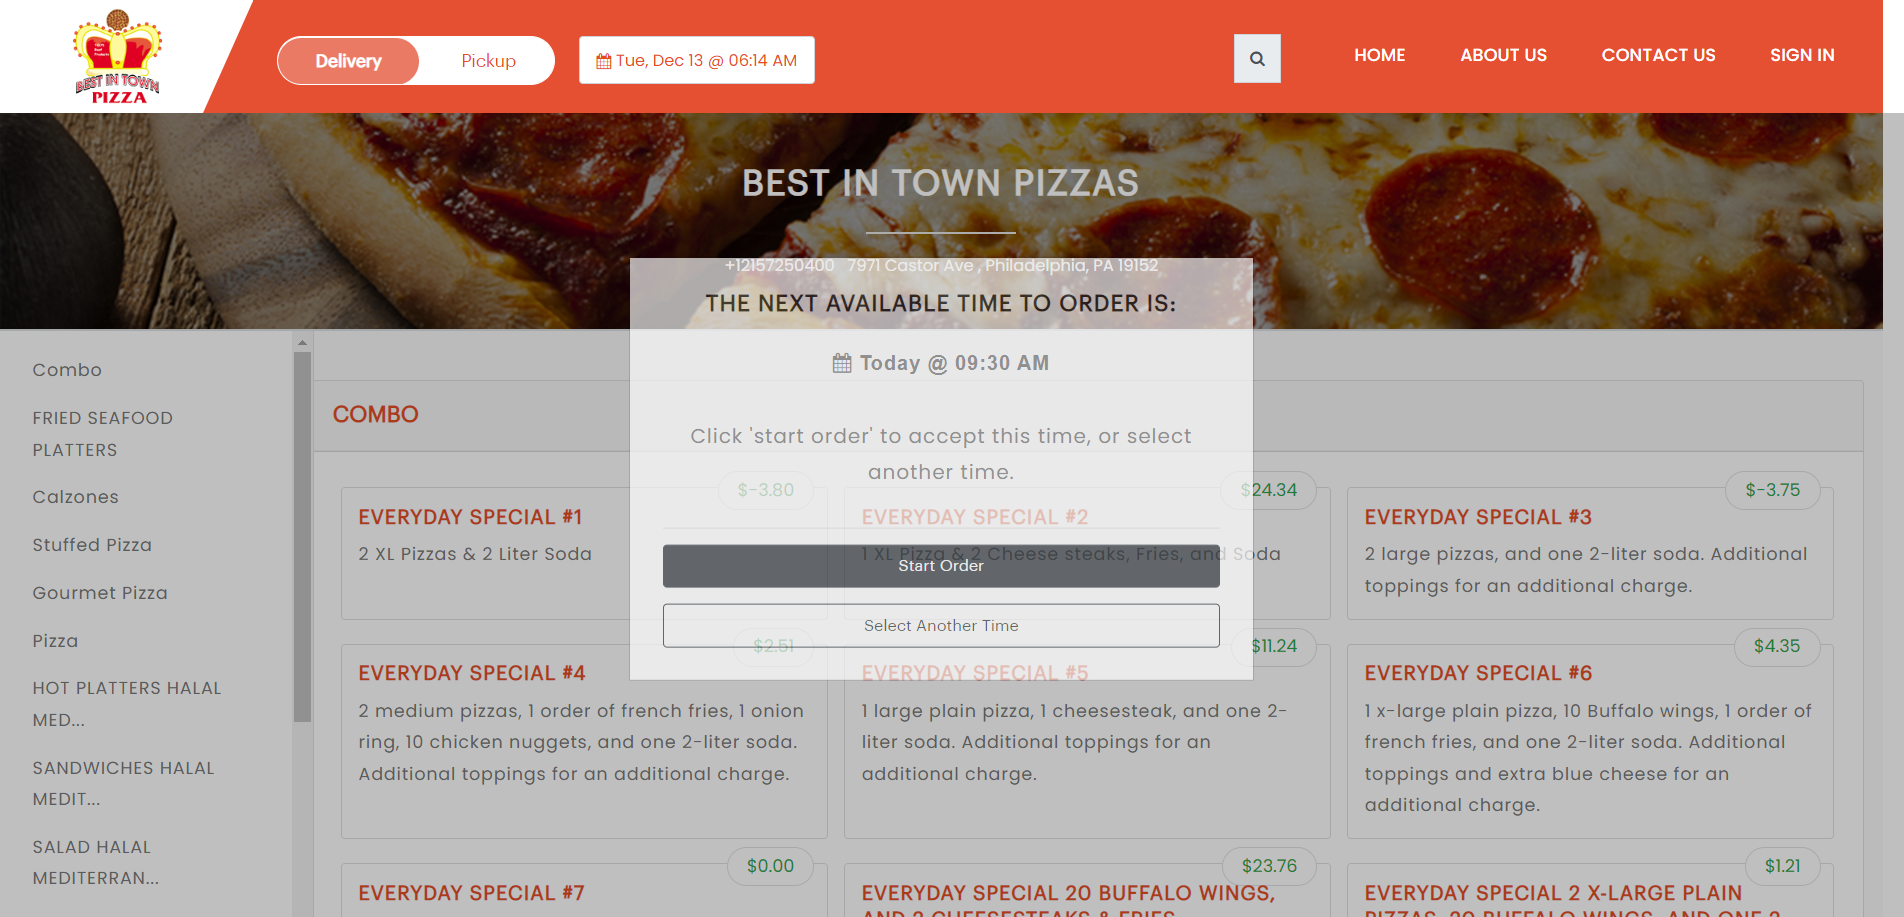 BEST IN TOWN
PIZZA
Delivery
Pickup
Tue, Dec 13 @ 06:14 AM
HOME
ABOUT US
CONTACT US
SIGN IN
BEST IN TOWN PIZZAS
+12157250400 7971 Castor Ave , Philadelphia, PA 19152
THE NEXT AVAILABLE TIME TO ORDER IS:
Today @ 09:30 AM
Click 'start order' to accept this time, or select
another time.
Start Order
Select Another Time
Combo
FRIED SEAFOOD
PLATTERS
Calzones
Stuffed Pizza
Gourmet Pizza
Pizza
HOT PLATTERS HALAL
MED...
SANDWICHES HALAL
MEDIT...
SALAD HALAL
MEDITERRAN...
COMBO
$-3.80
EVERYDAY SPECIAL #1
2 XL Pizzas & 2 Liter Soda
$24.34
EVERYDAY SPECIAL #2
1 XL Pizza & 2 Cheese steaks, Fries, and Soda
$-3.75
EVERYDAY SPECIAL #3
2 large pizzas, and one 2-liter soda. Additional
toppings for an additional charge.
$2.51
EVERYDAY SPECIAL #4
2 medium pizzas, 1 order of french fries, 1 onion
ring, 10 chicken nuggets, and one 2-liter soda.
Additional toppings for an additional charge.
$11.24
EVERYDAY SPECIAL #5
1 large plain pizza, 1 cheesesteak, and one 2-
liter soda. Additional toppings for an
additional charge.
$4.35
EVERYDAY SPECIAL #6
1 x-large plain pizza, 10 Buffalo wings, 1 order of
french fries, and one 2-liter soda. Additional
toppings and extra blue cheese for an
additional charge.
$0.00
EVERYDAY SPECIAL #7
$23.76
EVERYDAY SPECIAL 20 BUFFALO WINGS,
AND 2 CHEESESTEAKS & FRIES
$1.21
EVERYDAY SPECIAL 2 X-LARGE PLAIN
PIZZAS, 20 BUFFALO WINGS, AND ONE 2